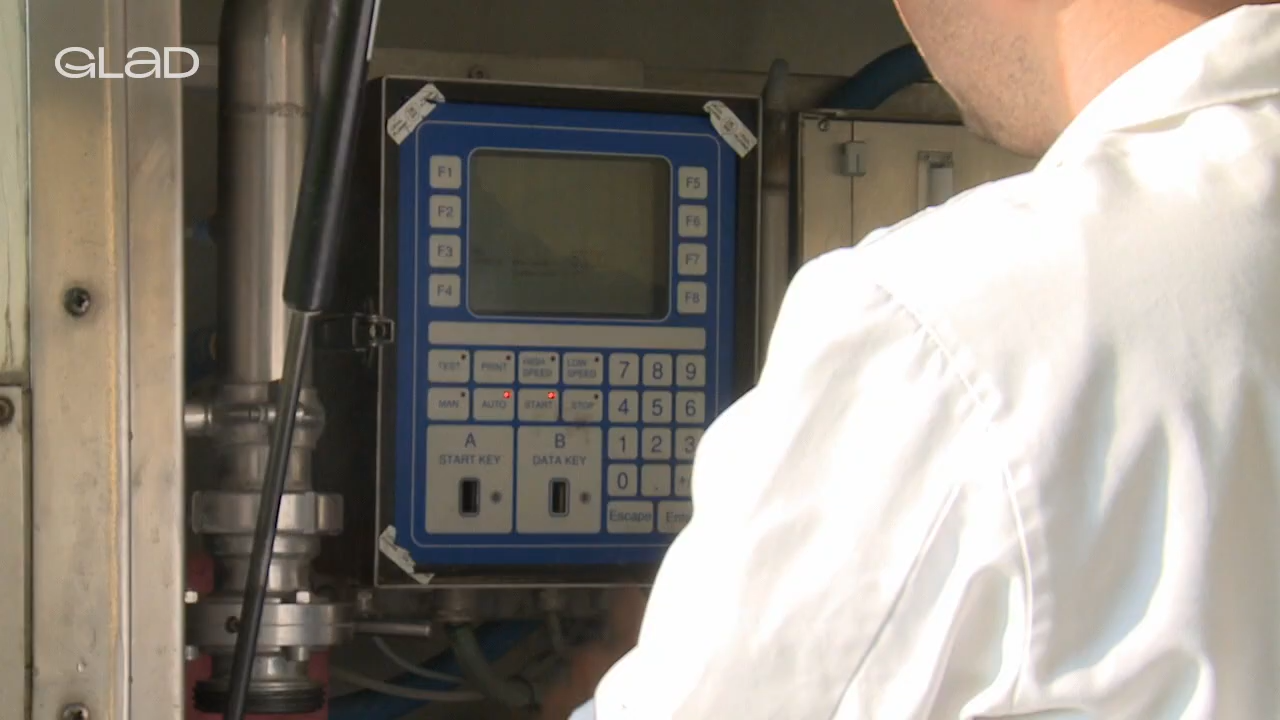 GLAD
F1
F2
F3
F4
F5
F6
F7
F8
TEST PRINT HIGH SPEED LOW SPEED 7 8 9
MAN AUTO START STOP 4 5 6
A
START KEY
B
DATA KEY
1 2 3
0 .
Escape